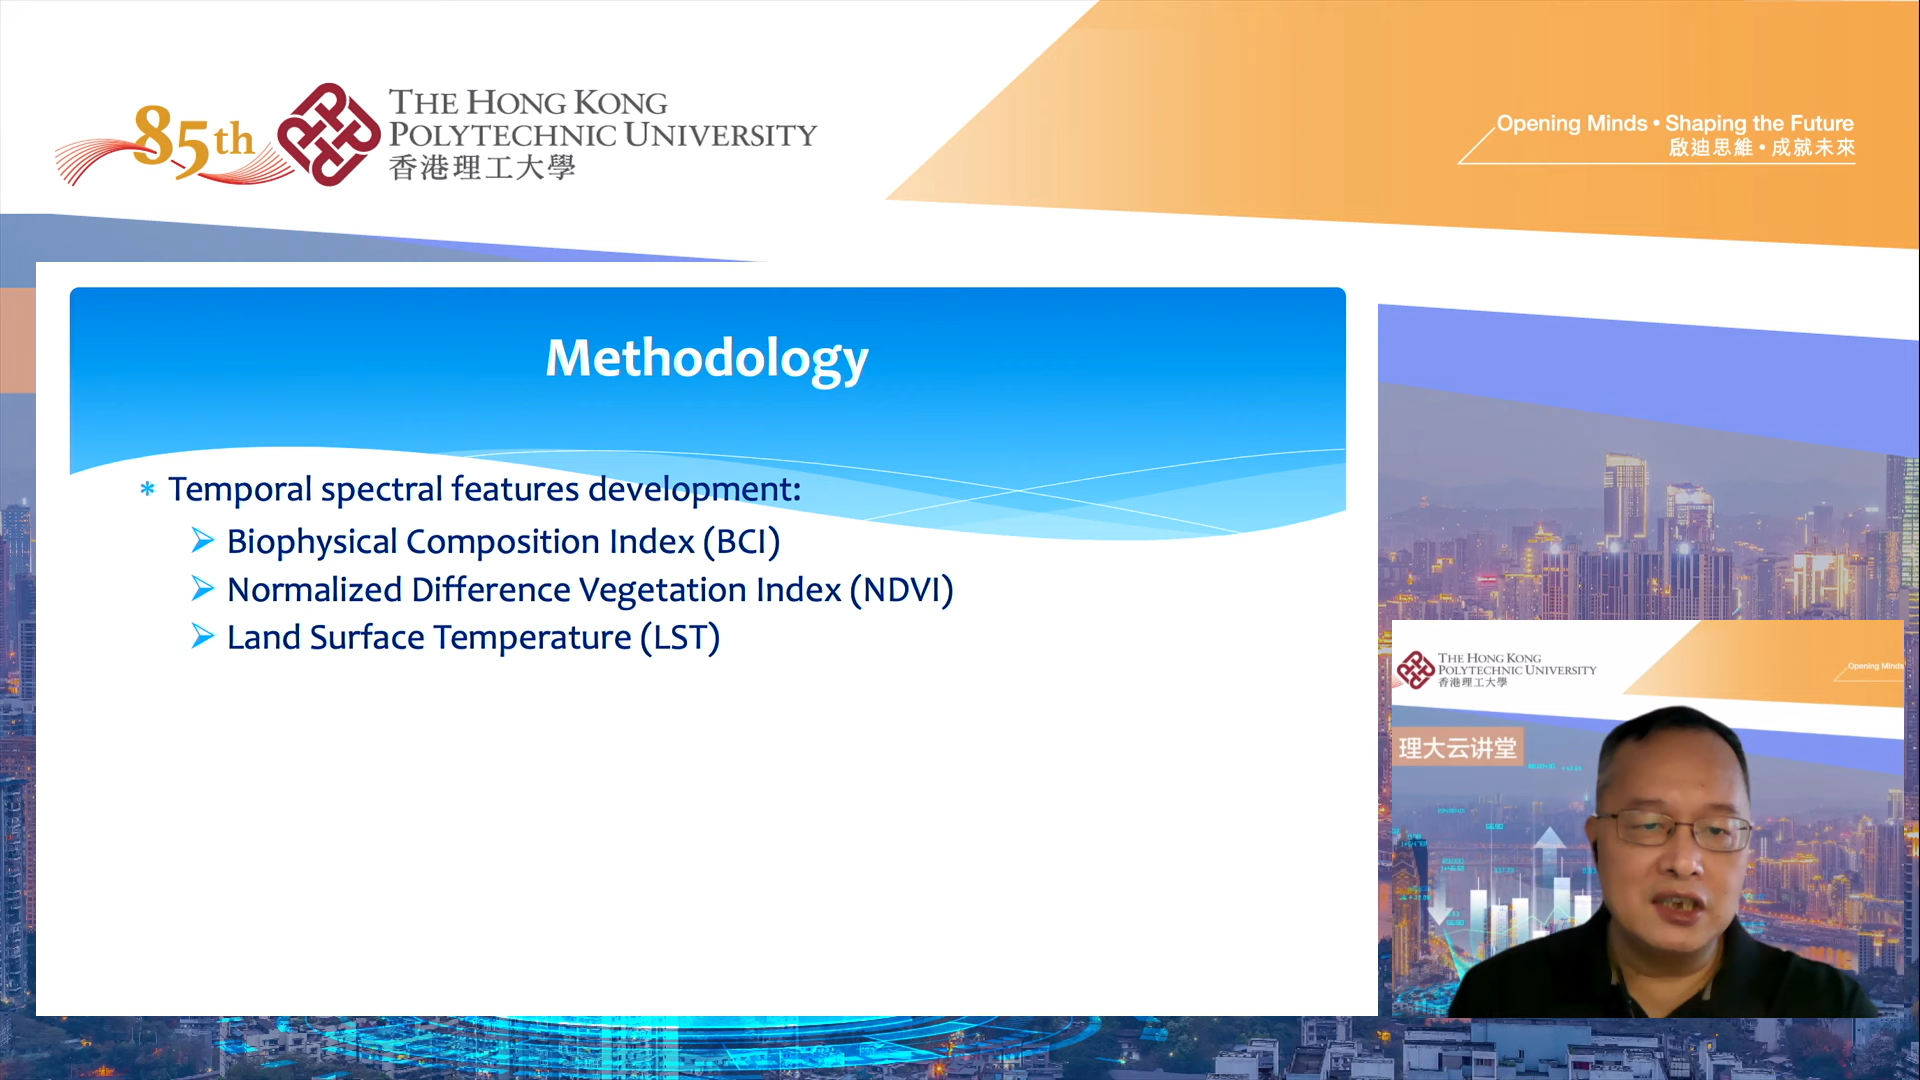 85th
THE HONG KONG
POLYTECHNIC UNIVERSITY
香港理工大學
Opening Minds • Shaping the Future
啟迪思維 • 成就未來
Methodology
* Temporal spectral features development:
Biophysical Composition Index (BCI)
Normalized Difference Vegetation Index (NDVI)
Land Surface Temperature (LST)
THE HONG KONG
POLYTECHNIC UNIVERSITY
香港理工大學
Opening Minds
理大云讲堂